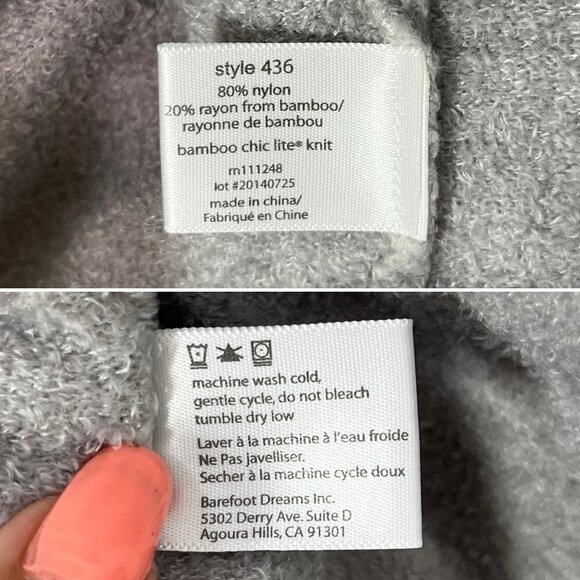 style 436
80% nylon
20% rayon from bamboo/
rayonne de bambou
bamboo chic lite® knit
rn111248
lot #20140725
made in china/
Fabriqué en Chine
machine wash cold,
gentle cycle, do not bleach
tumble dry low
Laver à la machine à l'eau froide
Ne Pas javelliser.
Secher à la machine cycle doux
Barefoot Dreams Inc.
5302 Derry Ave. Suite D
Agoura Hills, CA 91301